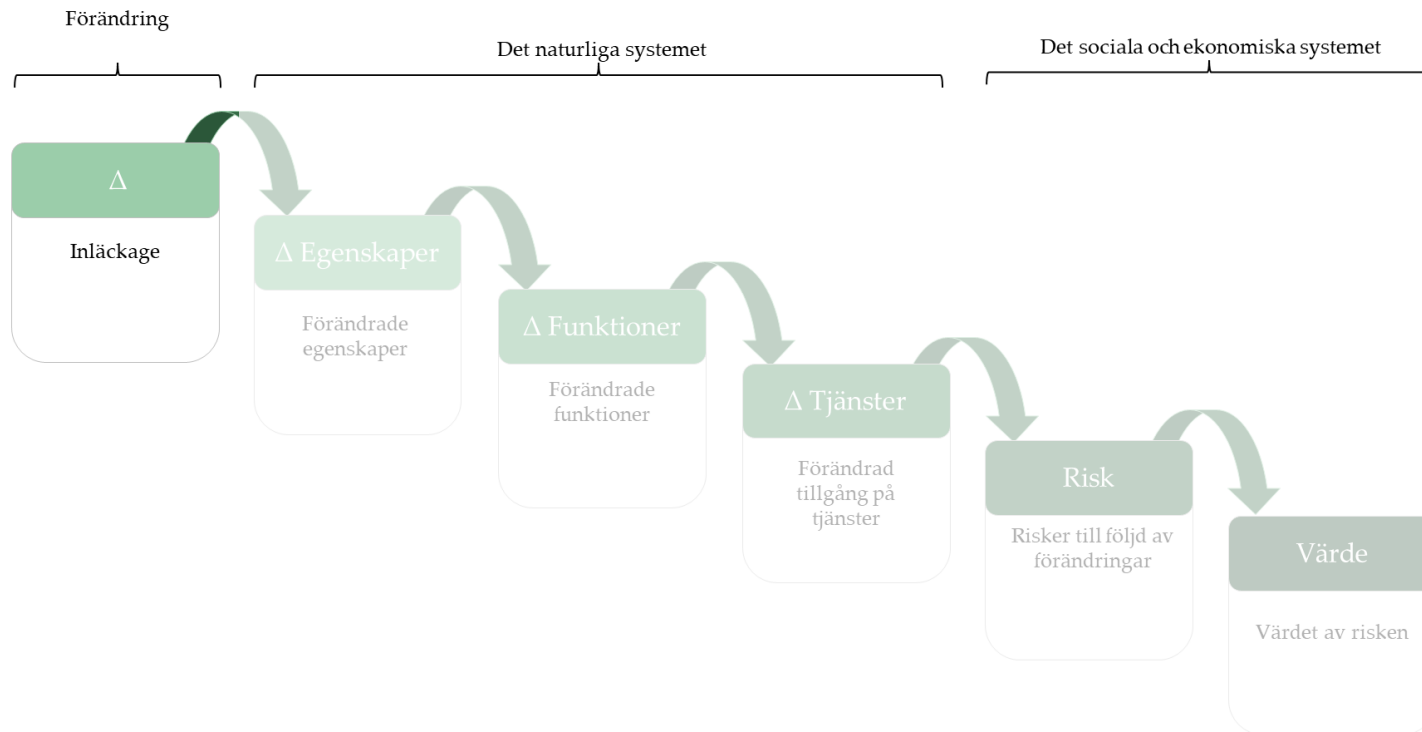 Förändring
Det naturliga systemet
Det sociala och ekonomiska systemet
Δ
Inläckage
Δ Egenskaper
Förändrade
egenskaper
Δ Funktioner
Förändrade
funktioner
Δ Tjänster
Förändrad
tillgång på
tjänster
Risk
Risker till följd av
förändringar
Värde
Värdet av risken